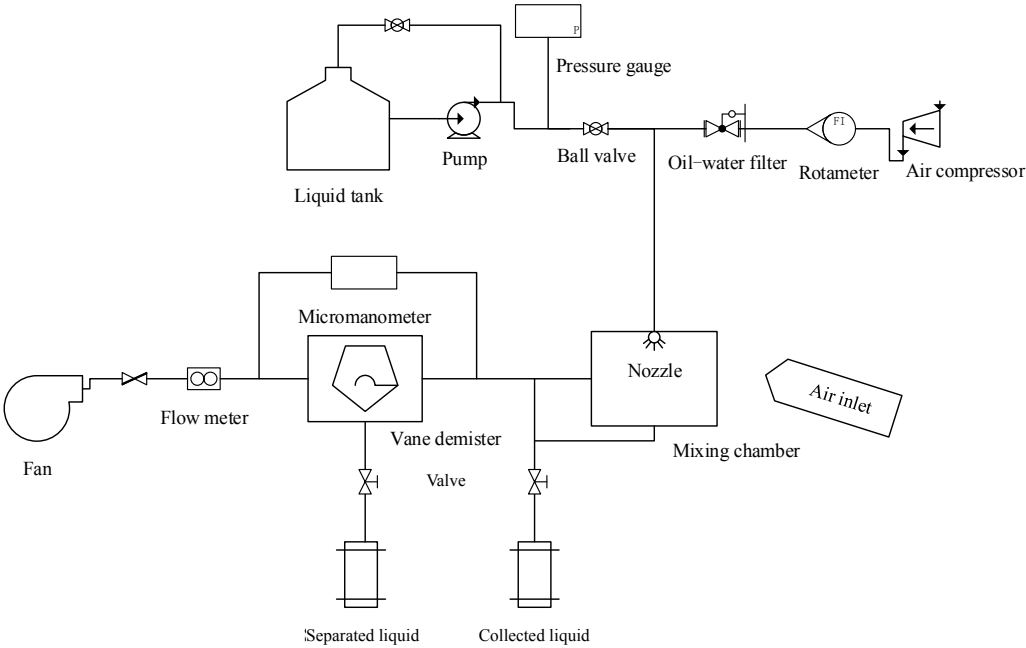 P
Pressure gauge
FI
Pump
Ball valve
Oil-water filter
Rotameter
Air compressor
Liquid tank
Micromanometer
Nozzle
Air inlet
Flow meter
Vane demister
Mixing chamber
Fan
Valve
Separated liquid
Collected liquid